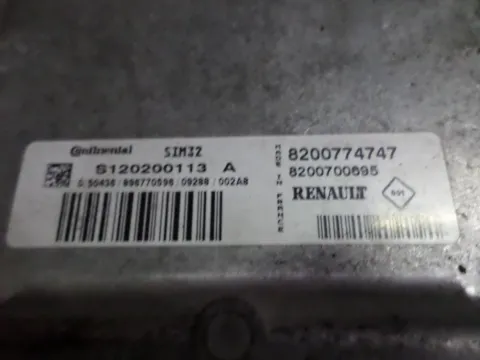 Continental SIM32
S120200113 A
MADE IN FRANCE
8200774747
8200700695
RENAULT